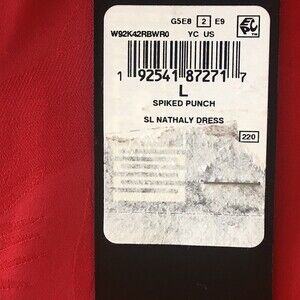 G5E8 2 E9
W92K42RBWR0 YC US
1 92541 87271 7
L
SPIKED PUNCH
SL NATHALY DRESS
220